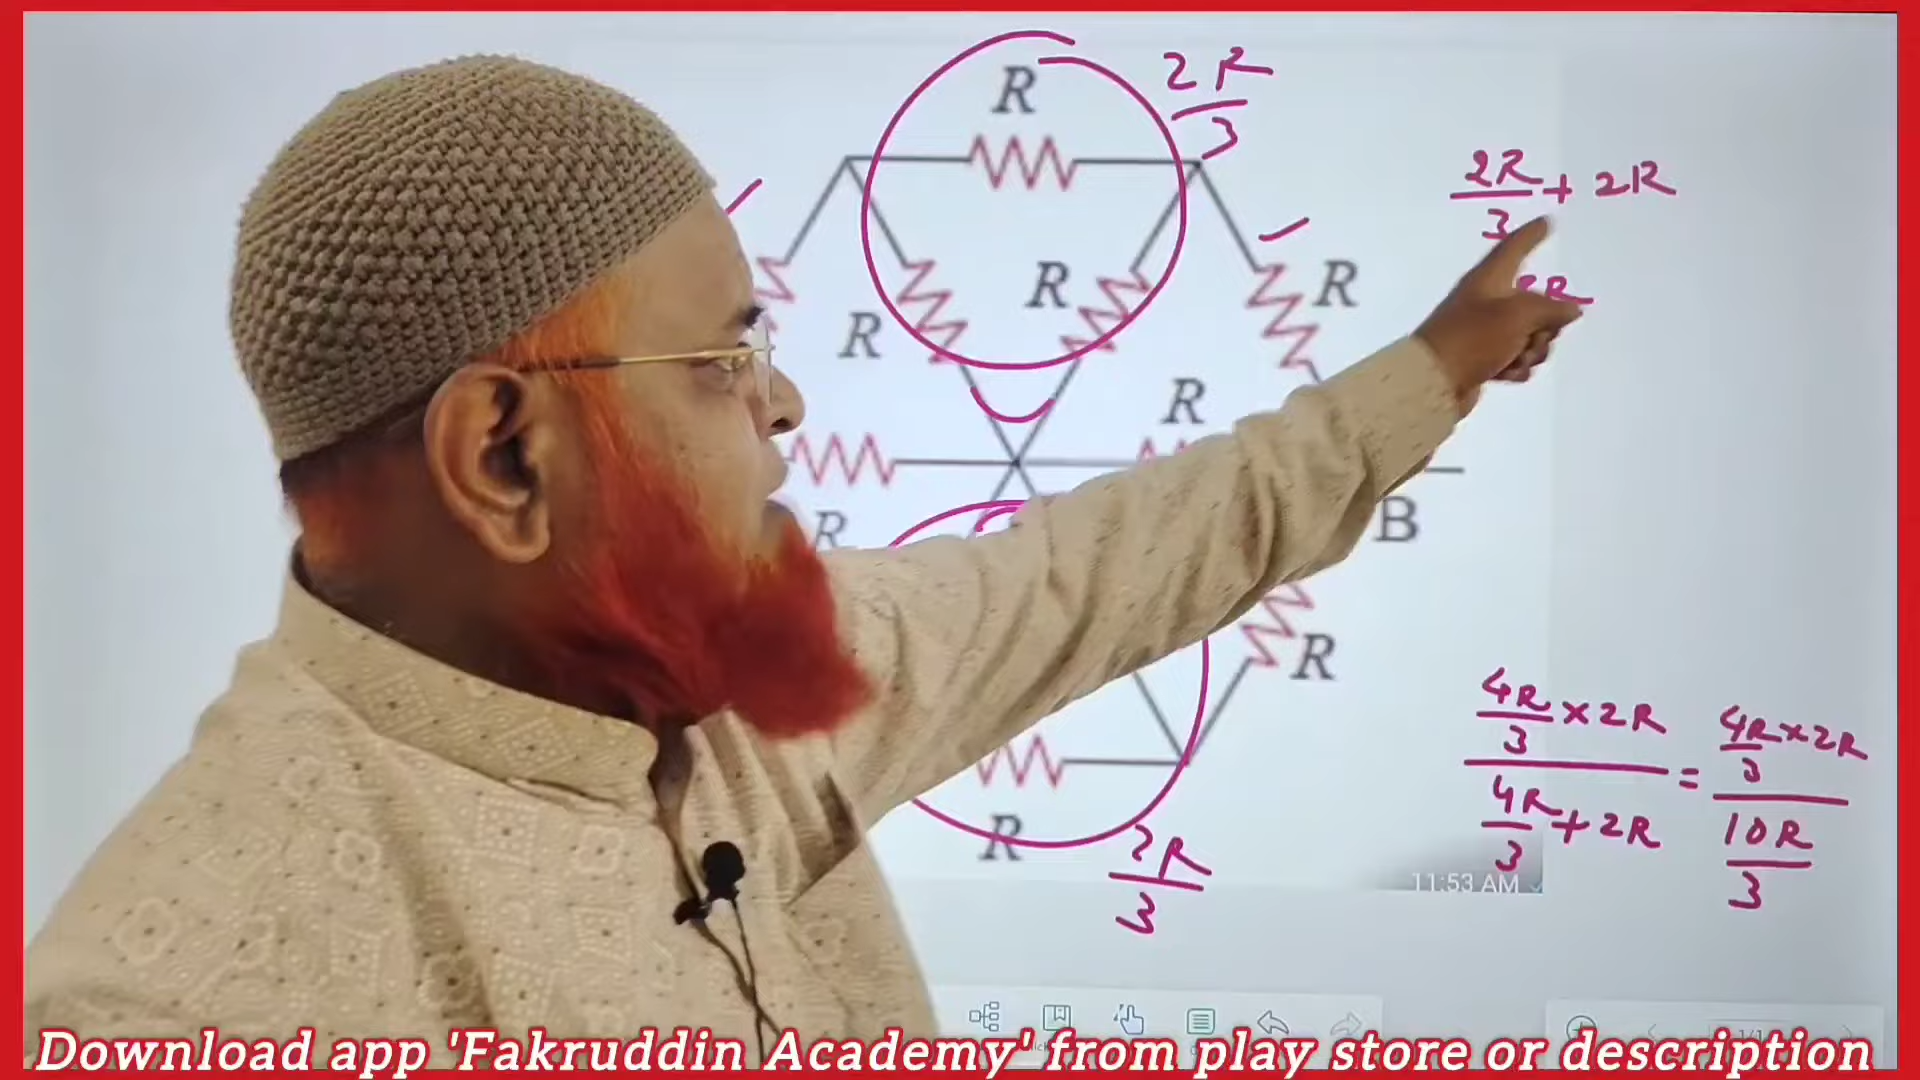 R
2R
3
2R + 2R
3
R
R
R
R
R
B
R
R
2R
3
4R × 2R
3
4R + 2R
3
=
4R × 2R
3
10R
3
11:53 AM
Download app 'Fakruddin Academy' from play store or description